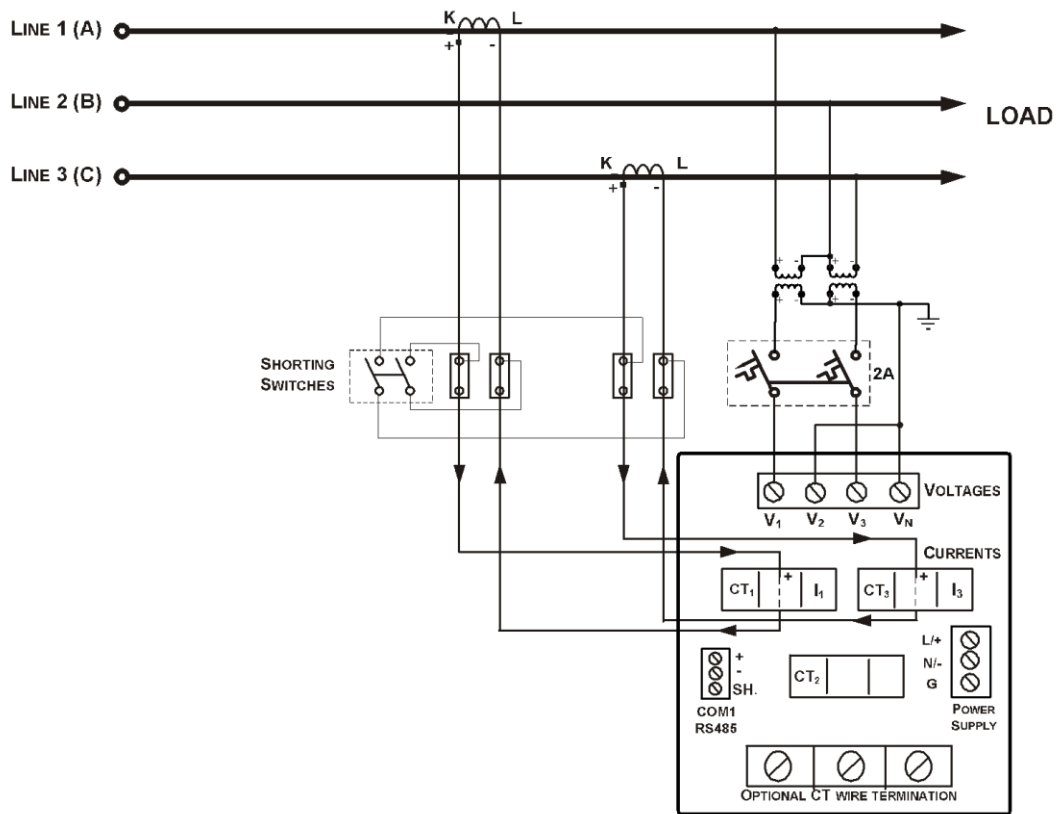 K L
LINE 1 (A)
+ -
LINE 2 (B)
LOAD
K L
LINE 3 (C)
+ -
+ - + -
+ - + -
SHORTING
SWITCHES
2A
VOLTAGES
V1 V2 V3 VN
CURRENTS
CT1 + I1
CT3 + I3
L/+
N/-
G
+
-
SH.
CT2
COM1
RS485
POWER
SUPPLY
OPTIONAL CT WIRE TERMINATION